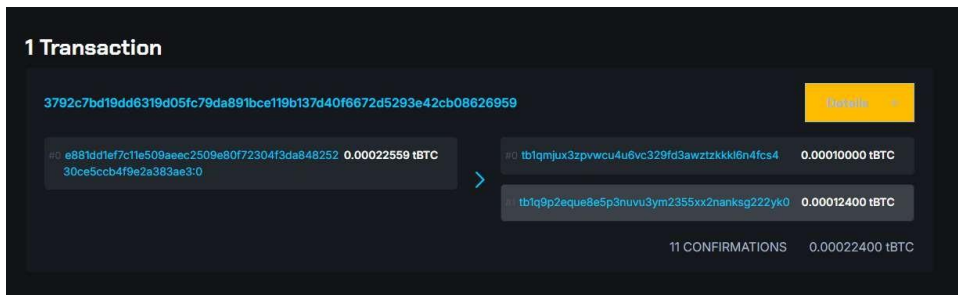 1 Transaction
3792c7bd19dd6319d05fc79da891bce119b137d40f6672d5293e42cb08626959
Details +
#0 e881dd1ef7c11e509aeec2509e80f72304f3da848252 0.00022559 tBTC
30ce5ccb4f9e2a383ae3:0
#0 tb1qmjux3zpvwcu4u6vc329fd3awztzkkkl6n4fcs4 0.00010000 tBTC
#1 tb1q9p2eque8e5p3nuvu3ym2355xx2nanksg222yk0 0.00012400 tBTC
11 CONFIRMATIONS 0.00022400 tBTC